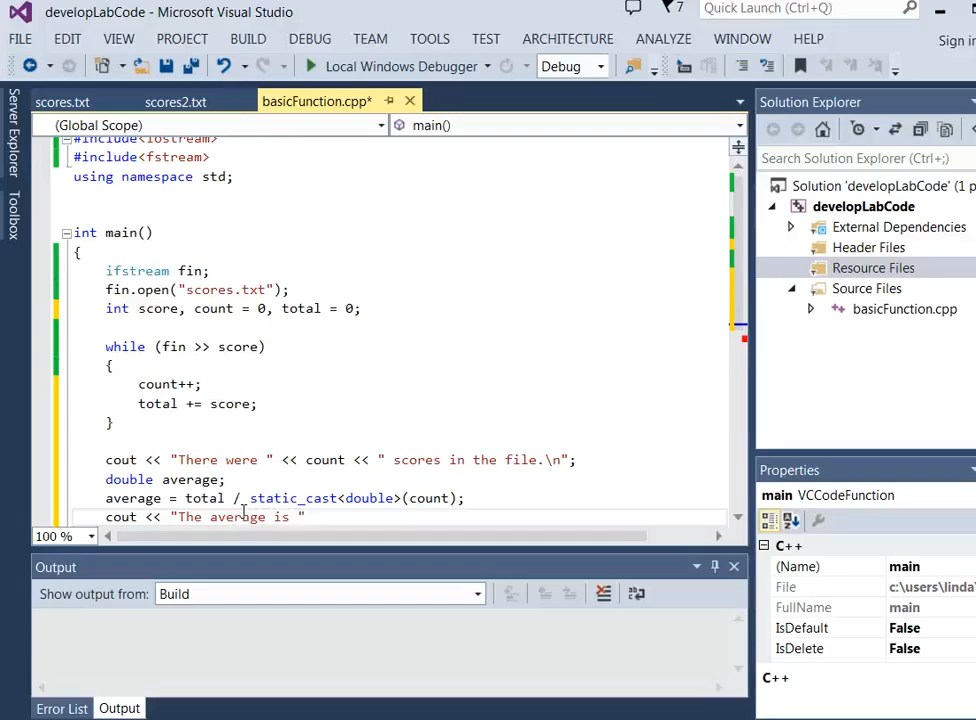 developLabCode - Microsoft Visual Studio
7
Quick Launch (Ctrl+Q)
FILE EDIT VIEW PROJECT BUILD DEBUG TEAM TOOLS TEST ARCHITECTURE ANALYZE WINDOW HELP
Sign in
Local Windows Debugger
Debug
scores.txt
scores2.txt
basicFunction.cpp*
(Global Scope)
main()
Server Explorer
Toolbox
#include<iostream>
#include<fstream>
using namespace std;
int main()
{
ifstream fin;
fin.open("scores.txt");
int score, count = 0, total = 0;
while (fin >> score)
{
count++;
total += score;
}
cout << "There were " << count << " scores in the file.\n";
double average;
average = total / static_cast<double>(count);
cout << "The average is "
100 %
Output
Show output from: Build
Error List
Output
Solution Explorer
Search Solution Explorer (Ctrl+;)
Solution 'developLabCode' (1 p
developLabCode
External Dependencies
Header Files
Resource Files
Source Files
basicFunction.cpp
Properties
main VCCodeFunction
C++
(Name) main
File c:\users\linda\
FullName main
IsDefault False
IsDelete False
C++